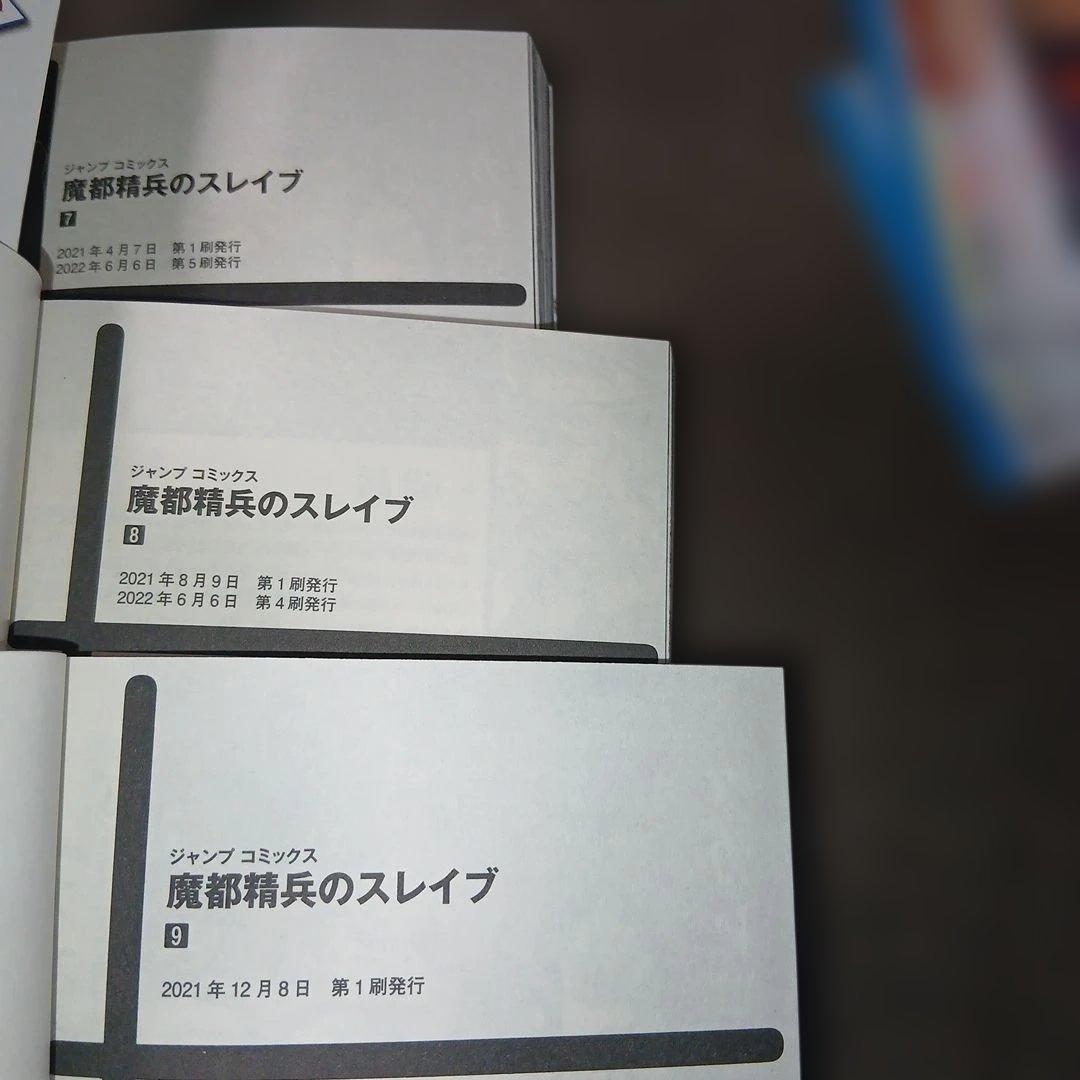 ジャンプ コミックス
魔都精兵のスレイブ
7
2021年4月7日 第1刷発行
2022年6月6日 第5刷発行
ジャンプ コミックス
魔都精兵のスレイブ
8
2021年8月9日 第1刷発行
2022年6月6日 第4刷発行
ジャンプ コミックス
魔都精兵のスレイブ
9
2021年12月8日 第1刷発行